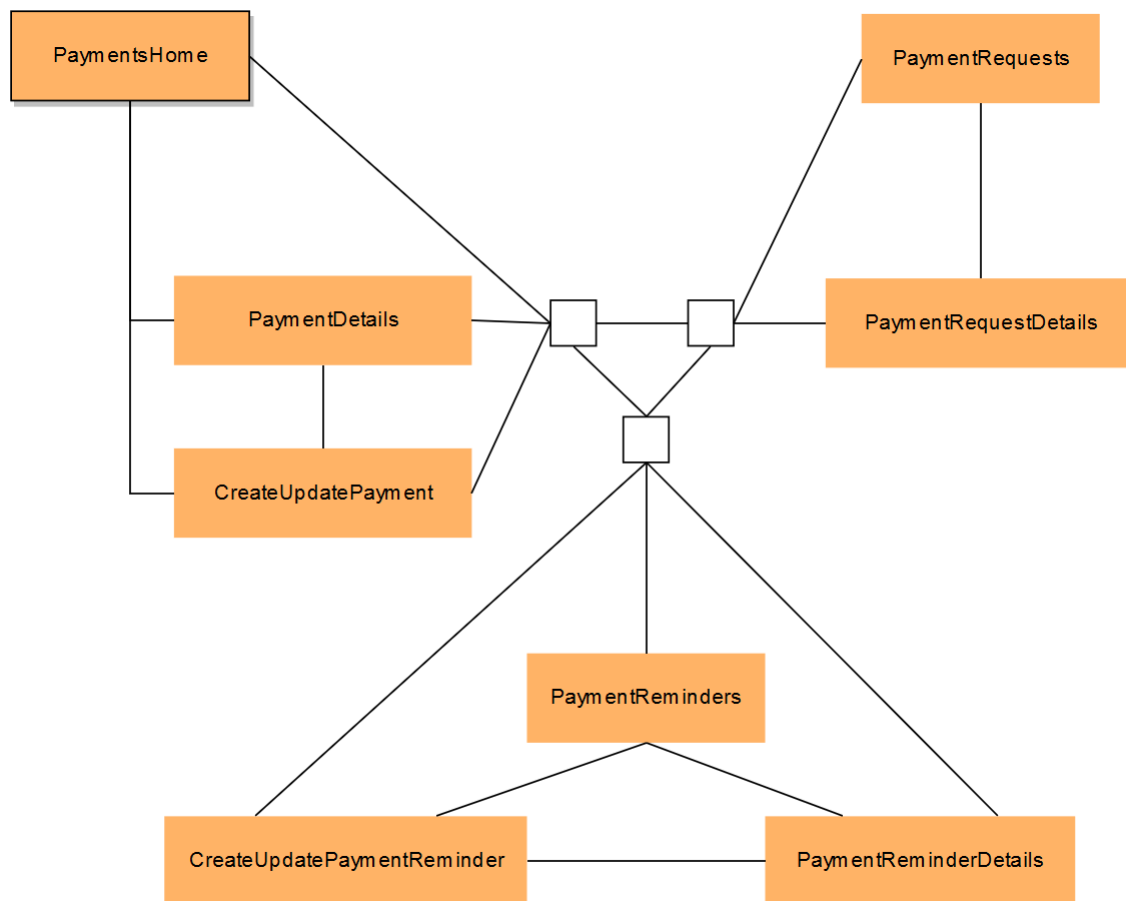 PaymentsHome
PaymentRequests
PaymentDetails
PaymentRequestDetails
CreateUpdatePayment
PaymentReminders
CreateUpdatePaymentReminder
PaymentReminderDetails